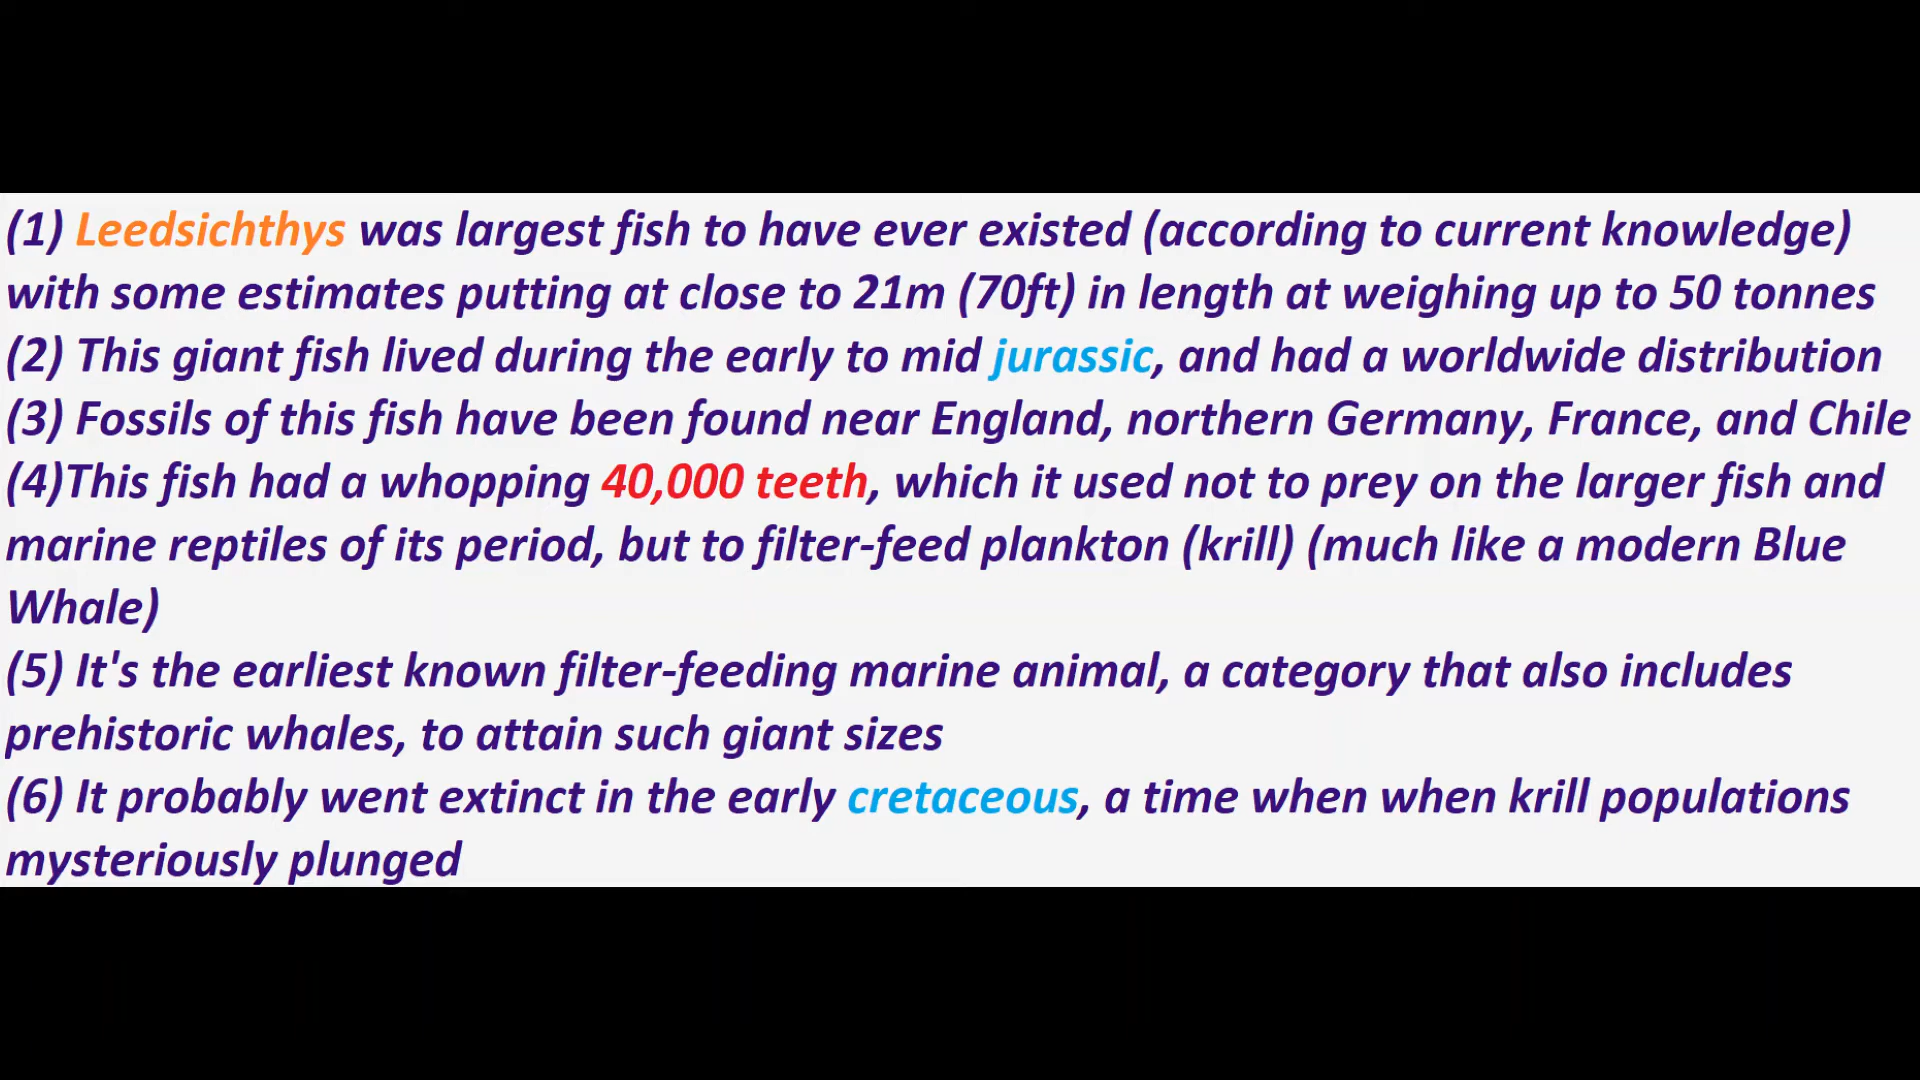 (1) Leedsichthys was largest fish to have ever existed (according to current knowledge)
with some estimates putting at close to 21m (70ft) in length at weighing up to 50 tonnes
(2) This giant fish lived during the early to mid jurassic, and had a worldwide distribution
(3) Fossils of this fish have been found near England, northern Germany, France, and Chile
(4)This fish had a whopping 40,000 teeth, which it used not to prey on the larger fish and
marine reptiles of its period, but to filter-feed plankton (krill) (much like a modern Blue
Whale)
(5) It's the earliest known filter-feeding marine animal, a category that also includes
prehistoric whales, to attain such giant sizes
(6) It probably went extinct in the early cretaceous, a time when when krill populations
mysteriously plunged